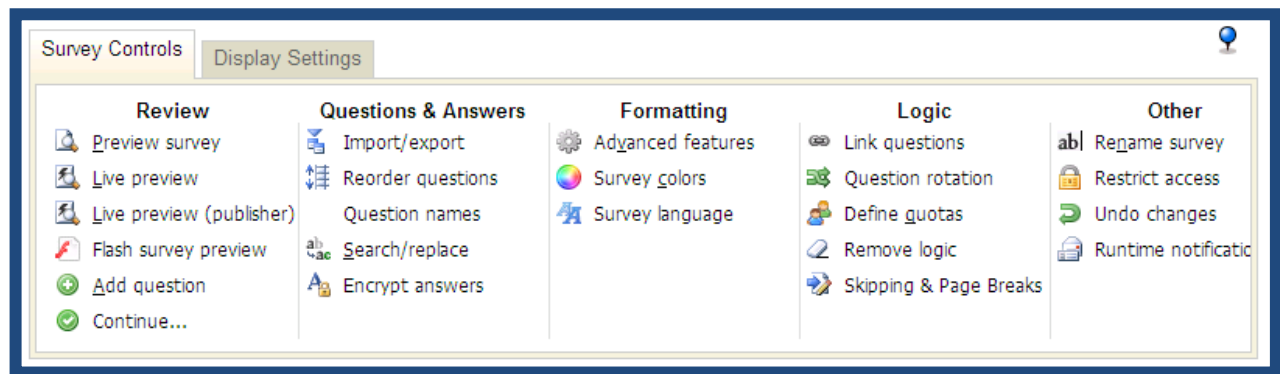 Survey Controls
Display Settings
Review
Preview survey
Live preview
Live preview (publisher)
Flash survey preview
Add question
Continue...
Questions & Answers
Import/export
Reorder questions
Question names
Search/replace
Encrypt answers
Formatting
Advanced features
Survey colors
Survey language
Logic
Link questions
Question rotation
Define quotas
Remove logic
Skipping & Page Breaks
Other
Rename survey
Restrict access
Undo changes
Runtime notificatio